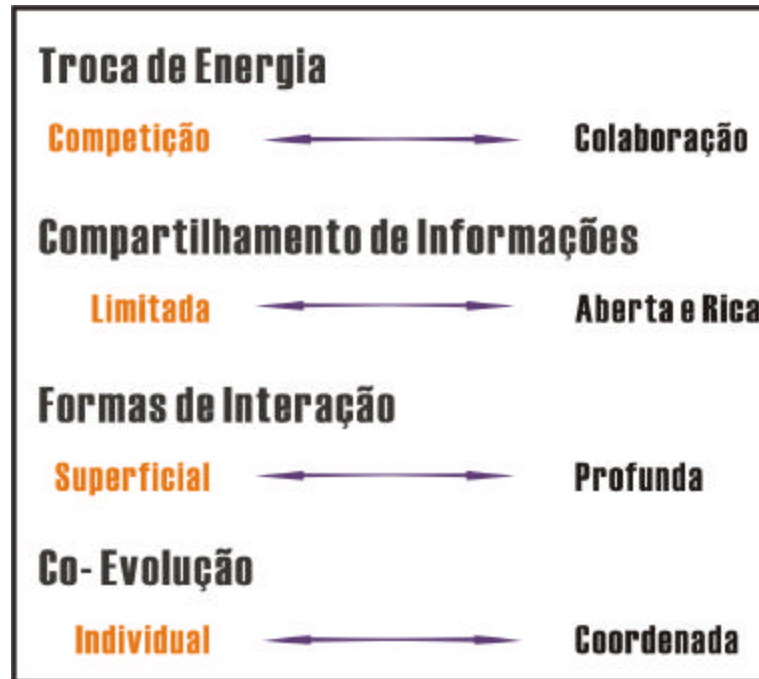 Troca de Energia
Competição Colaboração
Compartilhamento de Informações
Limitada Aberta e Rica
Formas de Interação
Superficial Profunda
Co- Evolução
Individual Coordenada